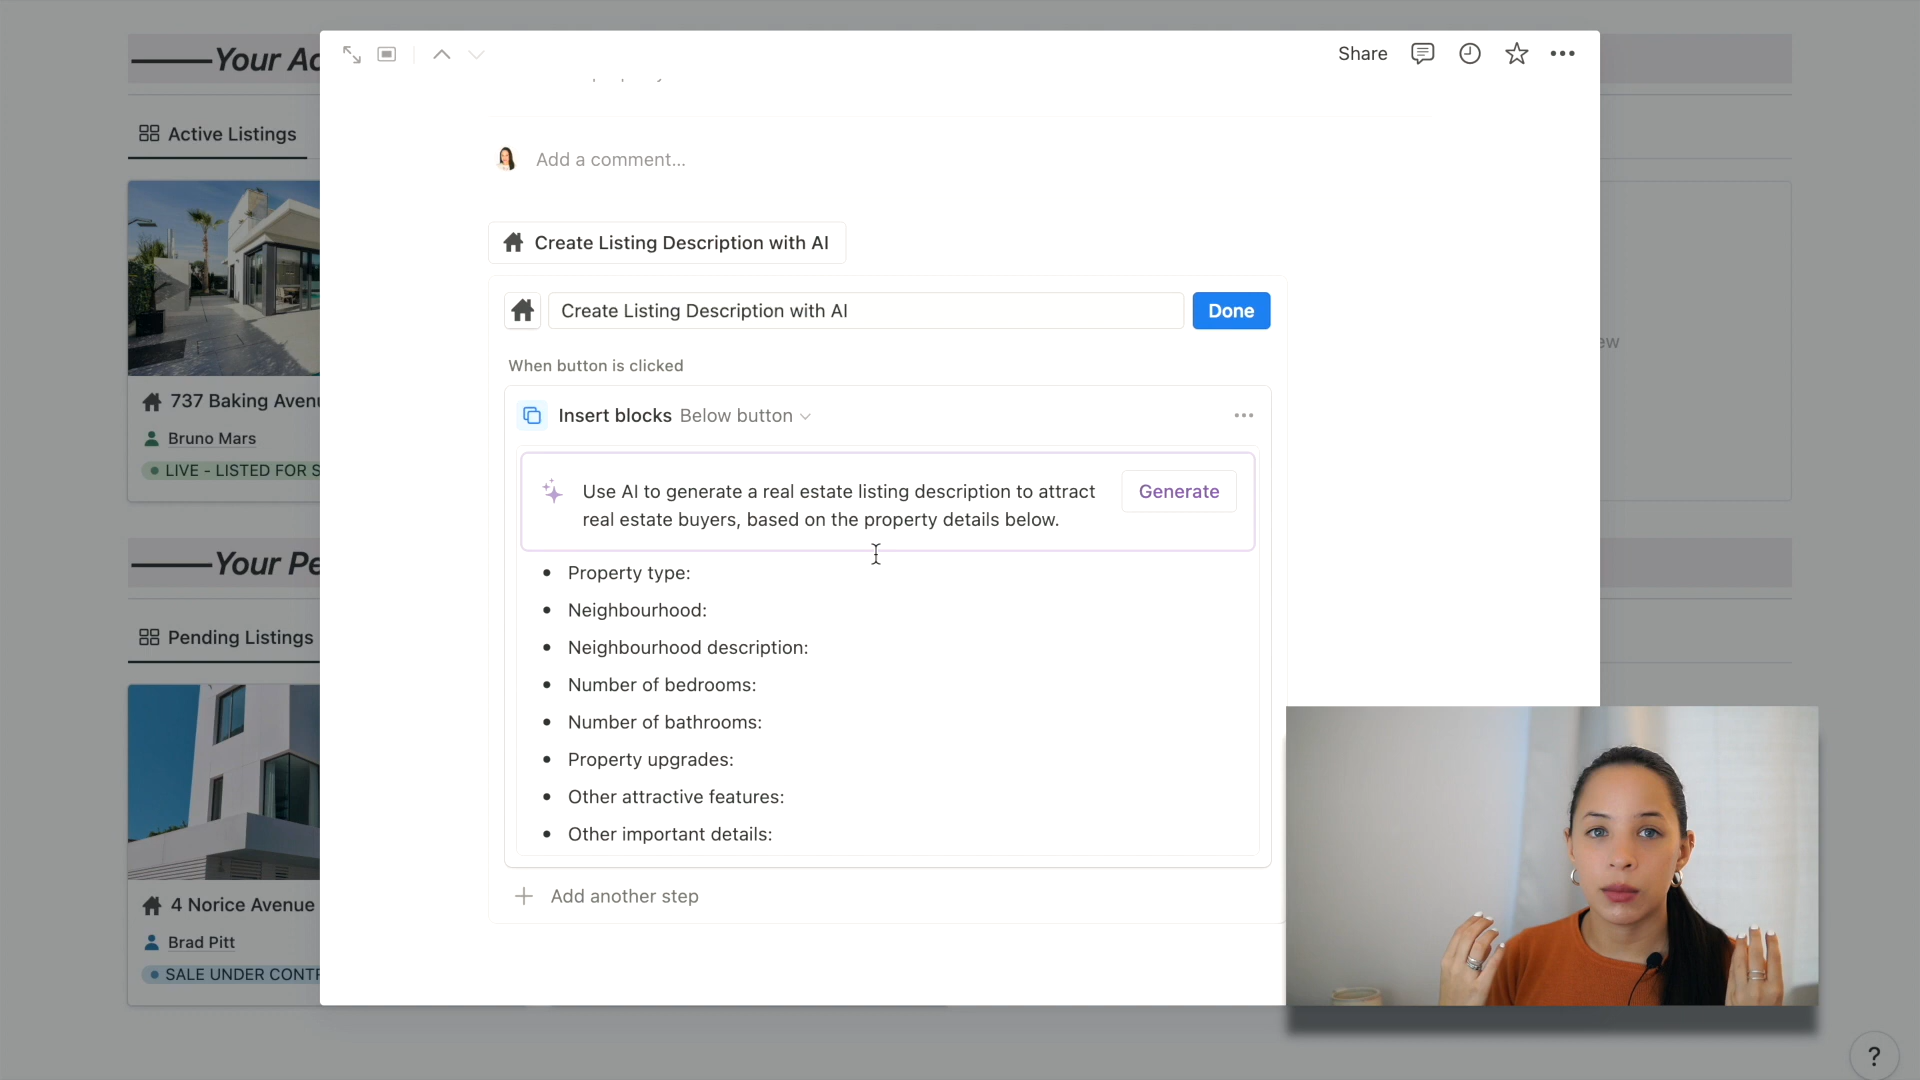 Your Ac
Share
Active Listings
Add a comment...
Create Listing Description with AI
Create Listing Description with AI
Done
When button is clicked
737 Baking Avenu
Bruno Mars
LIVE - LISTED FOR S
Insert blocks Below button
Use AI to generate a real estate listing description to attract
real estate buyers, based on the property details below.
Generate
Your Pe
Pending Listings
• Property type:
• Neighbourhood:
• Neighbourhood description:
• Number of bedrooms:
• Number of bathrooms:
• Property upgrades:
• Other attractive features:
• Other important details:
Add another step
4 Norice Avenue
Brad Pitt
SALE UNDER CONTR
?